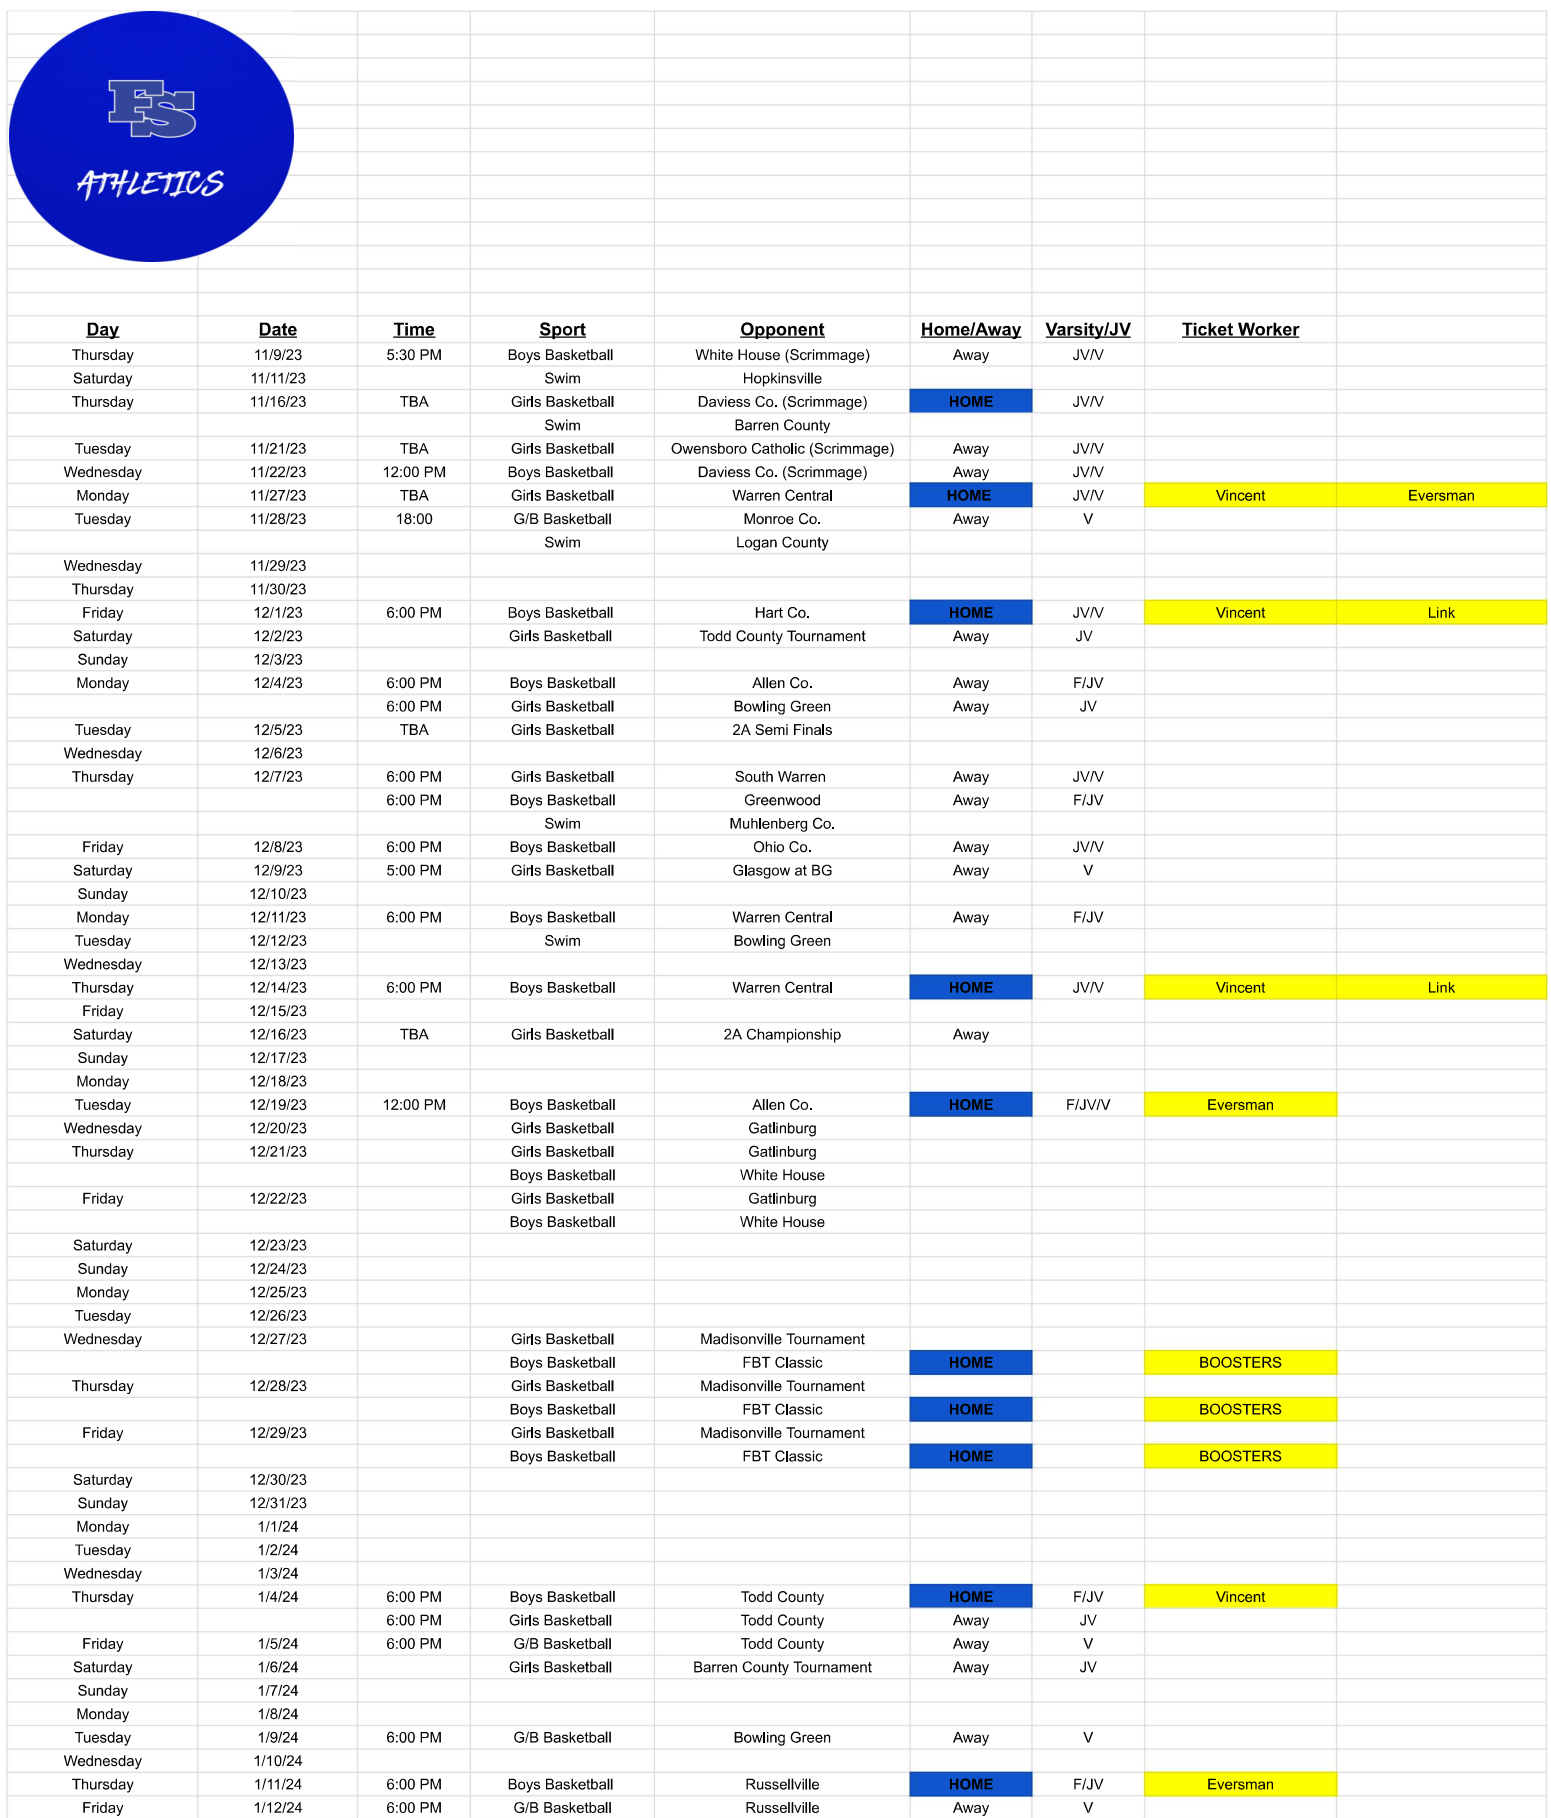 FS
ATHLETICS
Day Date Time Sport Opponent Home/Away Varsity/JV Ticket Worker
Thursday 11/9/23 5:30 PM Boys Basketball White House (Scrimmage) Away JV/V
Saturday 11/11/23 Swim Hopkinsville
Thursday 11/16/23 TBA Girls Basketball Daviess Co. (Scrimmage) HOME JV/V
Swim Barren County
Tuesday 11/21/23 TBA Girls Basketball Owensboro Catholic (Scrimmage) Away JV/V
Wednesday 11/22/23 12:00 PM Boys Basketball Daviess Co. (Scrimmage) Away JV/V
Monday 11/27/23 TBA Girls Basketball Warren Central HOME JV/V Vincent Eversman
Tuesday 11/28/23 18:00 G/B Basketball Monroe Co. Away V
Swim Logan County
Wednesday 11/29/23
Thursday 11/30/23
Friday 12/1/23 6:00 PM Boys Basketball Hart Co. HOME JV/V Vincent Link
Saturday 12/2/23 Girls Basketball Todd County Tournament Away JV
Sunday 12/3/23
Monday 12/4/23 6:00 PM Boys Basketball Allen Co. Away F/JV
6:00 PM Girls Basketball Bowling Green Away JV
Tuesday 12/5/23 TBA Girls Basketball 2A Semi Finals
Wednesday 12/6/23
Thursday 12/7/23 6:00 PM Girls Basketball South Warren Away JV/V
6:00 PM Boys Basketball Greenwood Away F/JV
Swim Muhlenberg Co.
Friday 12/8/23 6:00 PM Boys Basketball Ohio Co. Away JV/V
Saturday 12/9/23 5:00 PM Girls Basketball Glasgow at BG Away V
Sunday 12/10/23
Monday 12/11/23 6:00 PM Boys Basketball Warren Central Away F/JV
Tuesday 12/12/23 Swim Bowling Green
Wednesday 12/13/23
Thursday 12/14/23 6:00 PM Boys Basketball Warren Central HOME JV/V Vincent Link
Friday 12/15/23
Saturday 12/16/23 TBA Girls Basketball 2A Championship Away
Sunday 12/17/23
Monday 12/18/23
Tuesday 12/19/23 12:00 PM Boys Basketball Allen Co. HOME F/JV/V Eversman
Wednesday 12/20/23 Girls Basketball Gatlinburg
Thursday 12/21/23 Girls Basketball Gatlinburg
Boys Basketball White House
Friday 12/22/23 Girls Basketball Gatlinburg
Boys Basketball White House
Saturday 12/23/23
Sunday 12/24/23
Monday 12/25/23
Tuesday 12/26/23
Wednesday 12/27/23 Girls Basketball Madisonville Tournament
Boys Basketball FBT Classic HOME BOOSTERS
Thursday 12/28/23 Girls Basketball Madisonville Tournament
Boys Basketball FBT Classic HOME BOOSTERS
Friday 12/29/23 Girls Basketball Madisonville Tournament
Boys Basketball FBT Classic HOME BOOSTERS
Saturday 12/30/23
Sunday 12/31/23
Monday 1/1/24
Tuesday 1/2/24
Wednesday 1/3/24
Thursday 1/4/24 6:00 PM Boys Basketball Todd County HOME F/JV Vincent
6:00 PM Girls Basketball Todd County Away JV
Friday 1/5/24 6:00 PM G/B Basketball Todd County Away V
Saturday 1/6/24 Girls Basketball Barren County Tournament Away JV
Sunday 1/7/24
Monday 1/8/24
Tuesday 1/9/24 6:00 PM G/B Basketball Bowling Green Away V
Wednesday 1/10/24
Thursday 1/11/24 6:00 PM Boys Basketball Russellville HOME F/JV Eversman
Friday 1/12/24 6:00 PM G/B Basketball Russellville Away V